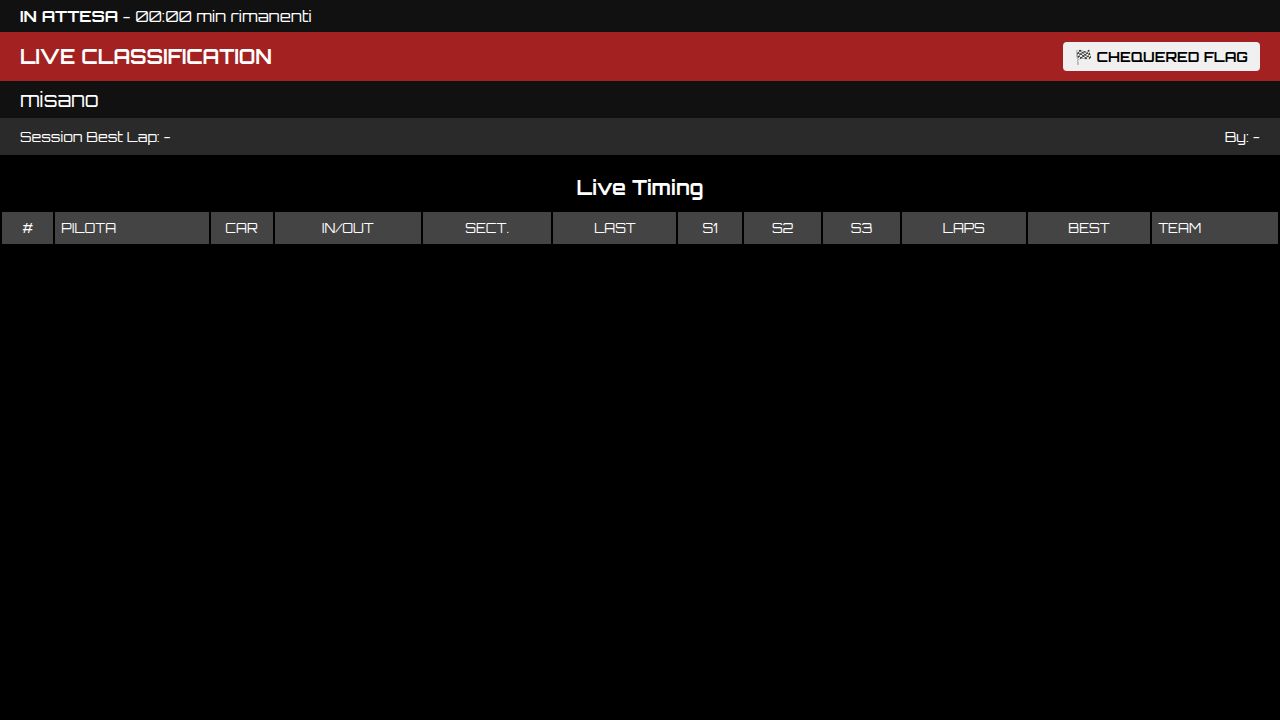 IN ATTESA - 00:00 min rimanenti
LIVE CLASSIFICATION
🏁 CHEQUERED FLAG
misano
Session Best Lap: -
By: -
Live Timing
# PILOTA CAR IN/OUT SECT. LAST S1 S2 S3 LAPS BEST TEAM